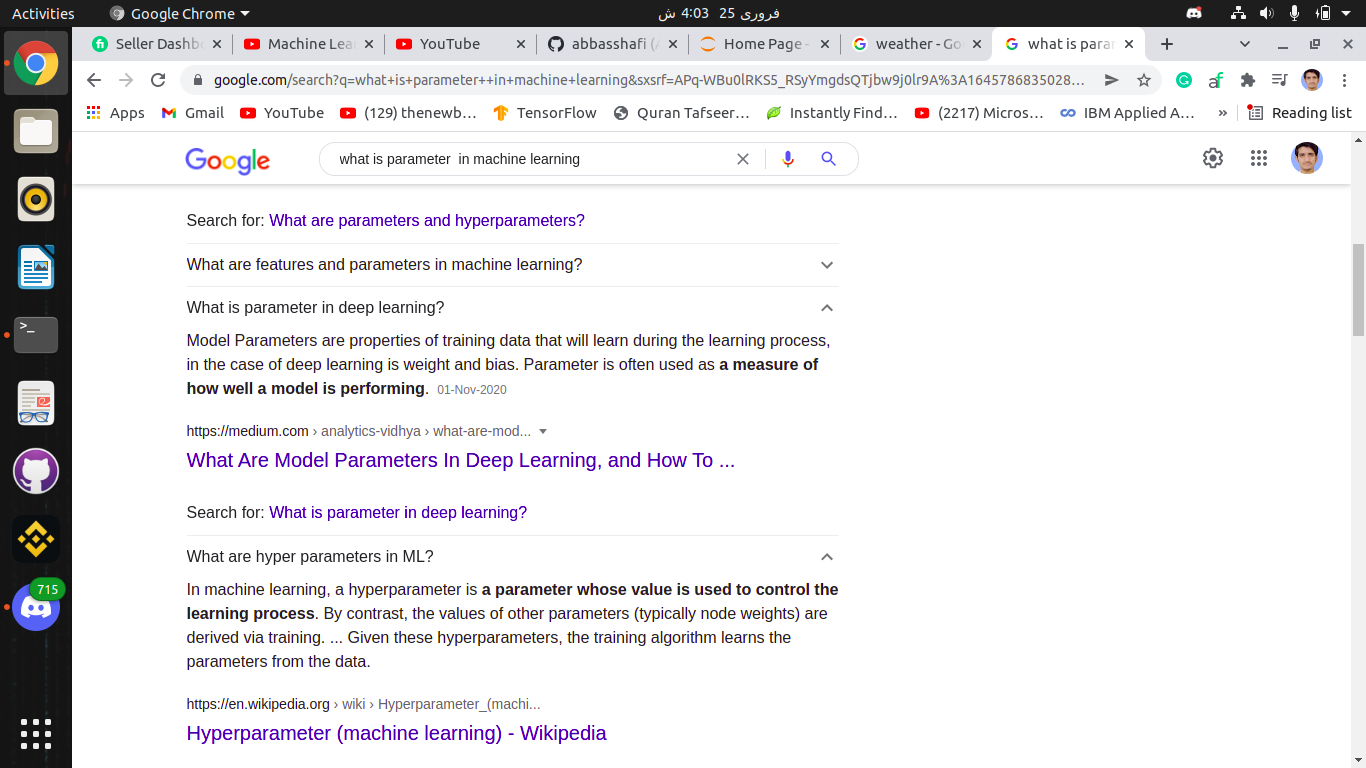 Activities
Google Chrome
فروری 25  4:03 ش
Seller Dashb
Machine Lea
YouTube
abbasshafi (A
Home Page -
weather - Go
what is para
google.com/search?q=what+is+parameter++in+machine+learning&sxsrf=APq-WBu0lRKS5_RSyYmgdsQTjbw9j0lr9A%3A1645786835028...
Apps
Gmail
YouTube
(129) thenewb...
TensorFlow
Quran Tafseer...
Instantly Find...
(2217) Micros...
IBM Applied A...
»
Reading list
Google
what is parameter  in machine learning
Search for: What are parameters and hyperparameters?
What are features and parameters in machine learning?
What is parameter in deep learning?
Model Parameters are properties of training data that will learn during the learning process,
in the case of deep learning is weight and bias. Parameter is often used as a measure of
how well a model is performing. 01-Nov-2020
https://medium.com › analytics-vidhya › what-are-mod...
What Are Model Parameters In Deep Learning, and How To ...
Search for: What is parameter in deep learning?
What are hyper parameters in ML?
In machine learning, a hyperparameter is a parameter whose value is used to control the
learning process. By contrast, the values of other parameters (typically node weights) are
derived via training. ... Given these hyperparameters, the training algorithm learns the
parameters from the data.
https://en.wikipedia.org › wiki › Hyperparameter_(machi...
Hyperparameter (machine learning) - Wikipedia
715